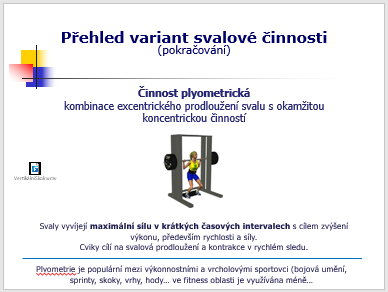 Přehled variant svalové činnosti
(pokračování)
Činnost plyometrická
kombinace excentrického prodloužení svalu s okamžitou
koncentrickou činností
VertikálníSkok.wmv
Svaly vyvíjejí maximální sílu v krátkých časových intervalech s cílem zvýšení
výkonu, především rychlosti a síly.
Cviky cílí na svalová prodloužení a kontrakce v rychlém sledu.
Plyometrie je populární mezi výkonnostními a vrcholovými sportovci (bojová umění,
sprinty, skoky, vrhy, hody... ve fitness oblasti je využívána méně...